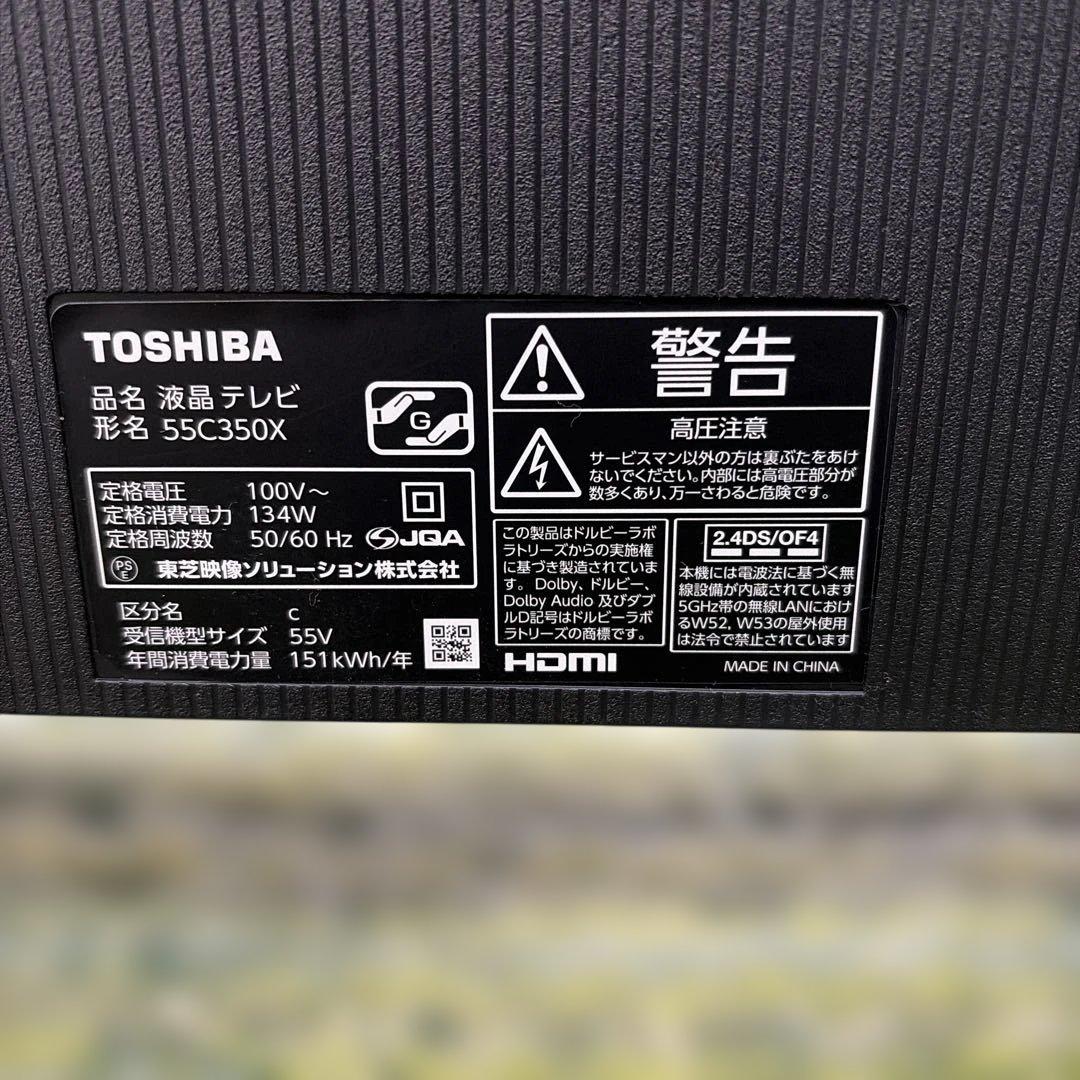 TOSHIBA
品名 液晶テレビ
形名 55C350X
G
定格電圧 100V～
定格消費電力 134W
定格周波数 50/60 Hz
JQA
PS
E
東芝映像ソリューション株式会社
区分名 c
受信機型サイズ 55V
年間消費電力量 151kWh/年
警告
高圧注意
サービスマン以外の方は裏ぶたをあけ
ないでください。内部には高電圧部分が
数多くあり、万一さわると危険です。
この製品はドルビーラボ
ラトリーズからの実施権
に基づき製造されていま
す。Dolby、ドルビー、
Dolby Audio 及びダブ
ルD記号はドルビーラボ
ラトリーズの商標です。
HDMI
2.4DS/OF4
本機には電波法に基づく無
線設備が内蔵されています
5GHz帯の無線LANにおけ
るW52, W53の屋外使用
は法令で禁止されています
MADE IN CHINA